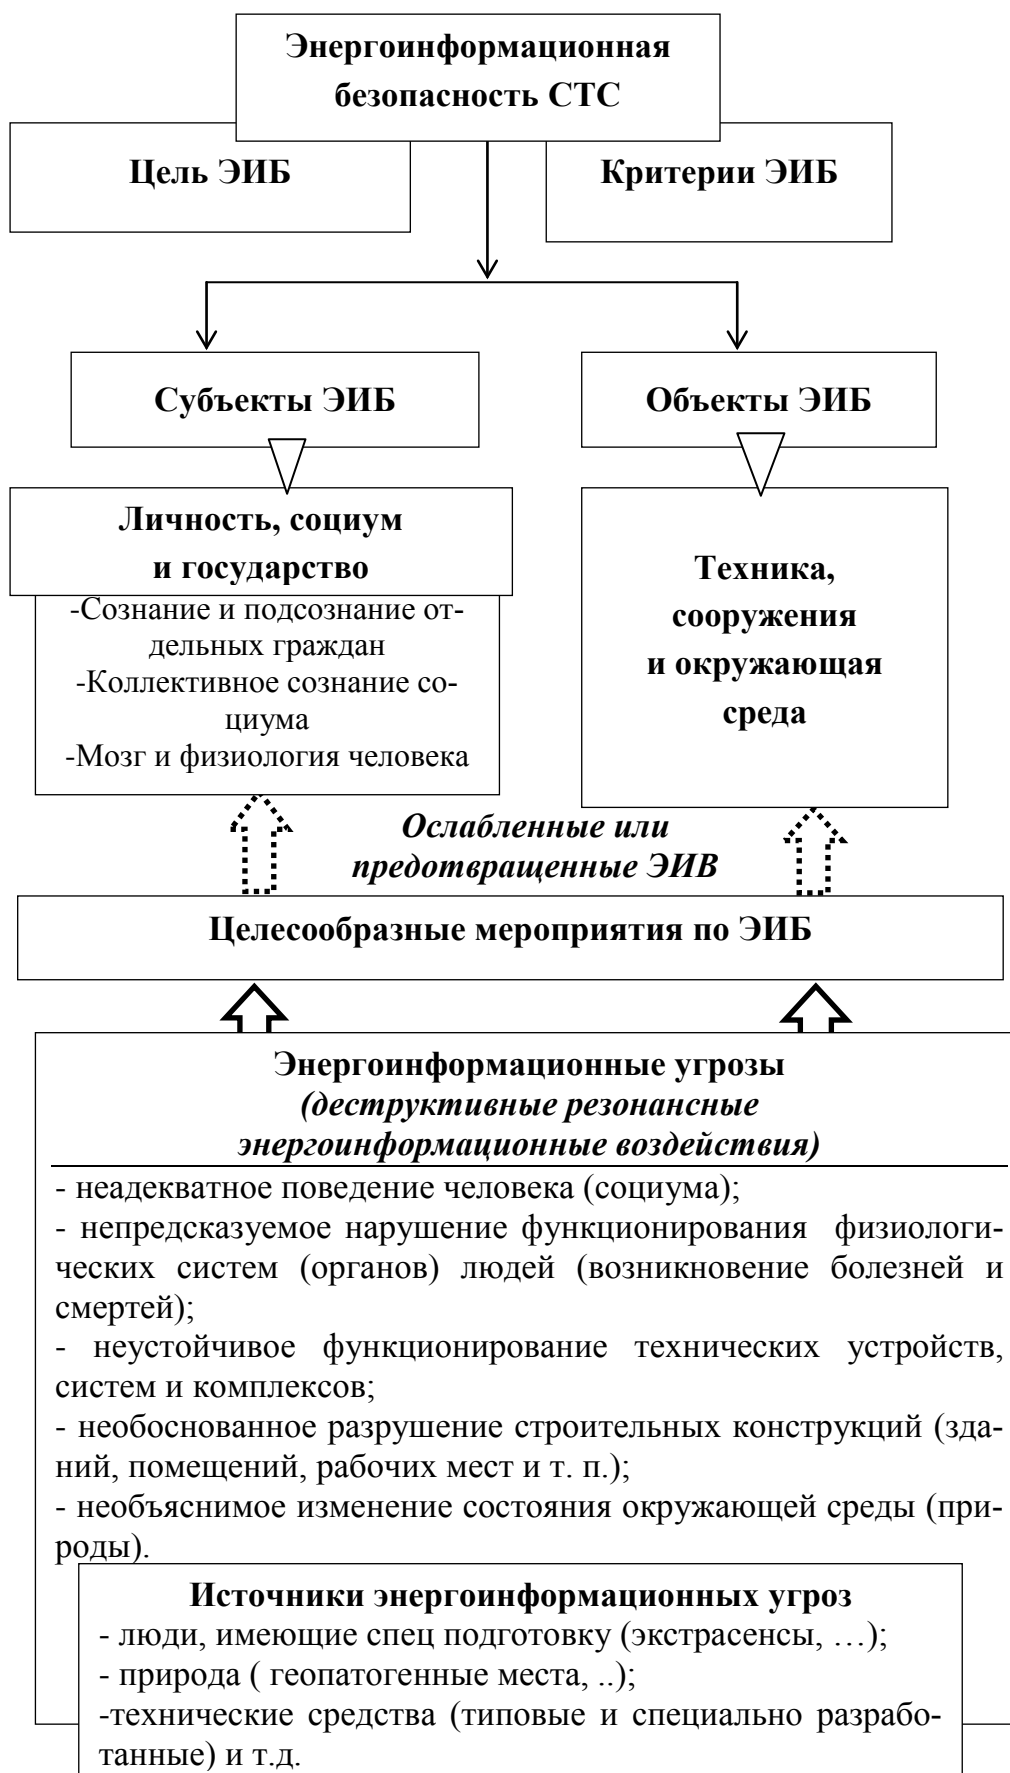 Энергоинформационная
безопасность СТС
Цель ЭИБ
Критерии ЭИБ
Субъекты ЭИБ
Объекты ЭИБ
Личность, социум
и государство
-Сознание и подсознание от-
дельных граждан
-Коллективное сознание со-
циума
-Мозг и физиология человека
Техника,
сооружения
и окружающая
среда
Ослабленные или
предотвращенные ЭИВ
Целесообразные мероприятия по ЭИБ
Энергоинформационные угрозы
(деструктивные резонансные
энергоинформационные воздействия)
- неадекватное поведение человека (социума);
- непредсказуемое нарушение функционирования физиологи-
ческих систем (органов) людей (возникновение болезней и
смертей);
- неустойчивое функционирование технических устройств,
систем и комплексов;
- необоснованное разрушение строительных конструкций (зда-
ний, помещений, рабочих мест и т. п.);
- необъяснимое изменение состояния окружающей среды (при-
роды).
Источники энергоинформационных угроз
- люди, имеющие спец подготовку (экстрасенсы, …);
- природа ( геопатогенные места, ..);
-технические средства (типовые и специально разрабо-
танные) и т.д.